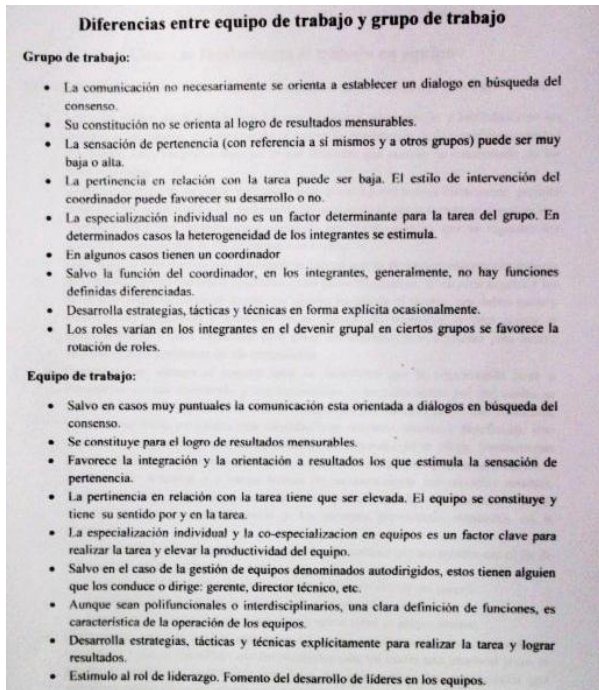 Diferencias entre equipo de trabajo y grupo de trabajo
Grupo de trabajo:
• La comunicación no necesariamente se orienta a establecer un dialogo en búsqueda del
consenso.
• Su constitución no se orienta al logro de resultados mensurables.
• La sensación de pertenencia (con referencia a sí mismos y a otros grupos) puede ser muy
baja o alta.
• La pertinencia en relación con la tarea puede ser baja. El estilo de intervención del
coordinador puede favorecer su desarrollo o no.
• La especialización individual no es un factor determinante para la tarea del grupo. En
determinados casos la heterogeneidad de los integrantes se estimula.
• En algunos casos tienen un coordinador
• Salvo la función del coordinador, en los integrantes, generalmente, no hay funciones
definidas diferenciadas.
• Desarrolla estrategias, tácticas y técnicas en forma explícita ocasionalmente.
• Los roles varían en los integrantes en el devenir grupal en ciertos grupos se favorece la
rotación de roles.
Equipo de trabajo:
• Salvo en casos muy puntuales la comunicación esta orientada a diálogos en búsqueda del
consenso.
• Se constituye para el logro de resultados mensurables.
• Favorece la integración y la orientación a resultados los que estimula la sensación de
pertenencia.
• La pertinencia en relación con la tarea tiene que ser elevada. El equipo se constituye y
tiene su sentido por y en la tarea.
• La especialización individual y la co-especializacion en equipos es un factor clave para
realizar la tarea y elevar la productividad del equipo.
• Salvo en el caso de la gestión de equipos denominados autodirigidos, estos tienen alguien
que los conduce o dirige: gerente, director técnico, etc.
• Aunque sean polifuncionales o interdisciplinarios, una clara definición de funciones, es
característica de la operación de los equipos.
• Desarrolla estrategias, tácticas y técnicas explícitamente para realizar la tarea y lograr
resultados.
• Estimulo al rol de liderazgo. Fomento del desarrollo de líderes en los equipos.